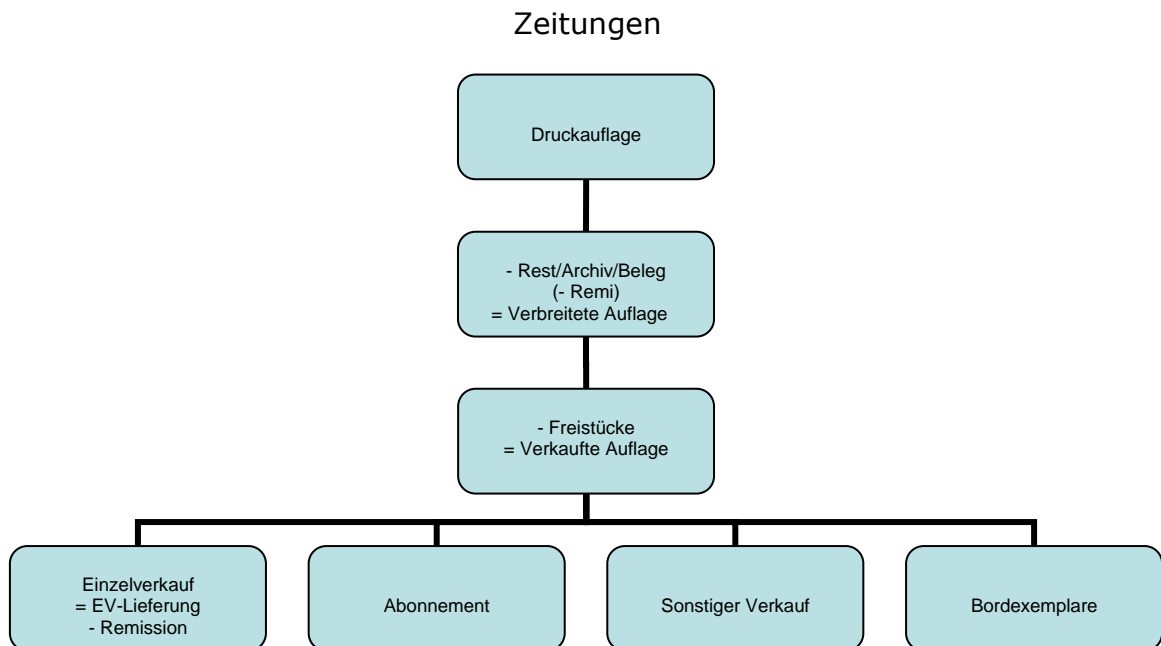 Zeitungen
Druckauflage
- Rest/Archiv/Beleg
(- Remi)
= Verbreitete Auflage
- Freistücke
= Verkaufte Auflage
Einzelverkauf
= EV-Lieferung
- Remission
Abonnement
Sonstiger Verkauf
Bordexemplare